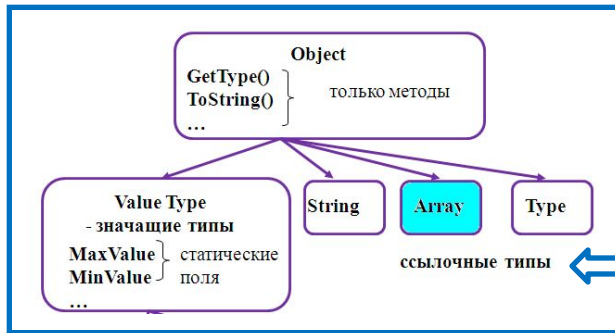 Object
GetType()
ToString()
...
только методы
Value Type
- значащие типы
MaxValue
MinValue
...
статические
поля
String
Array
Type
ссылочные типы